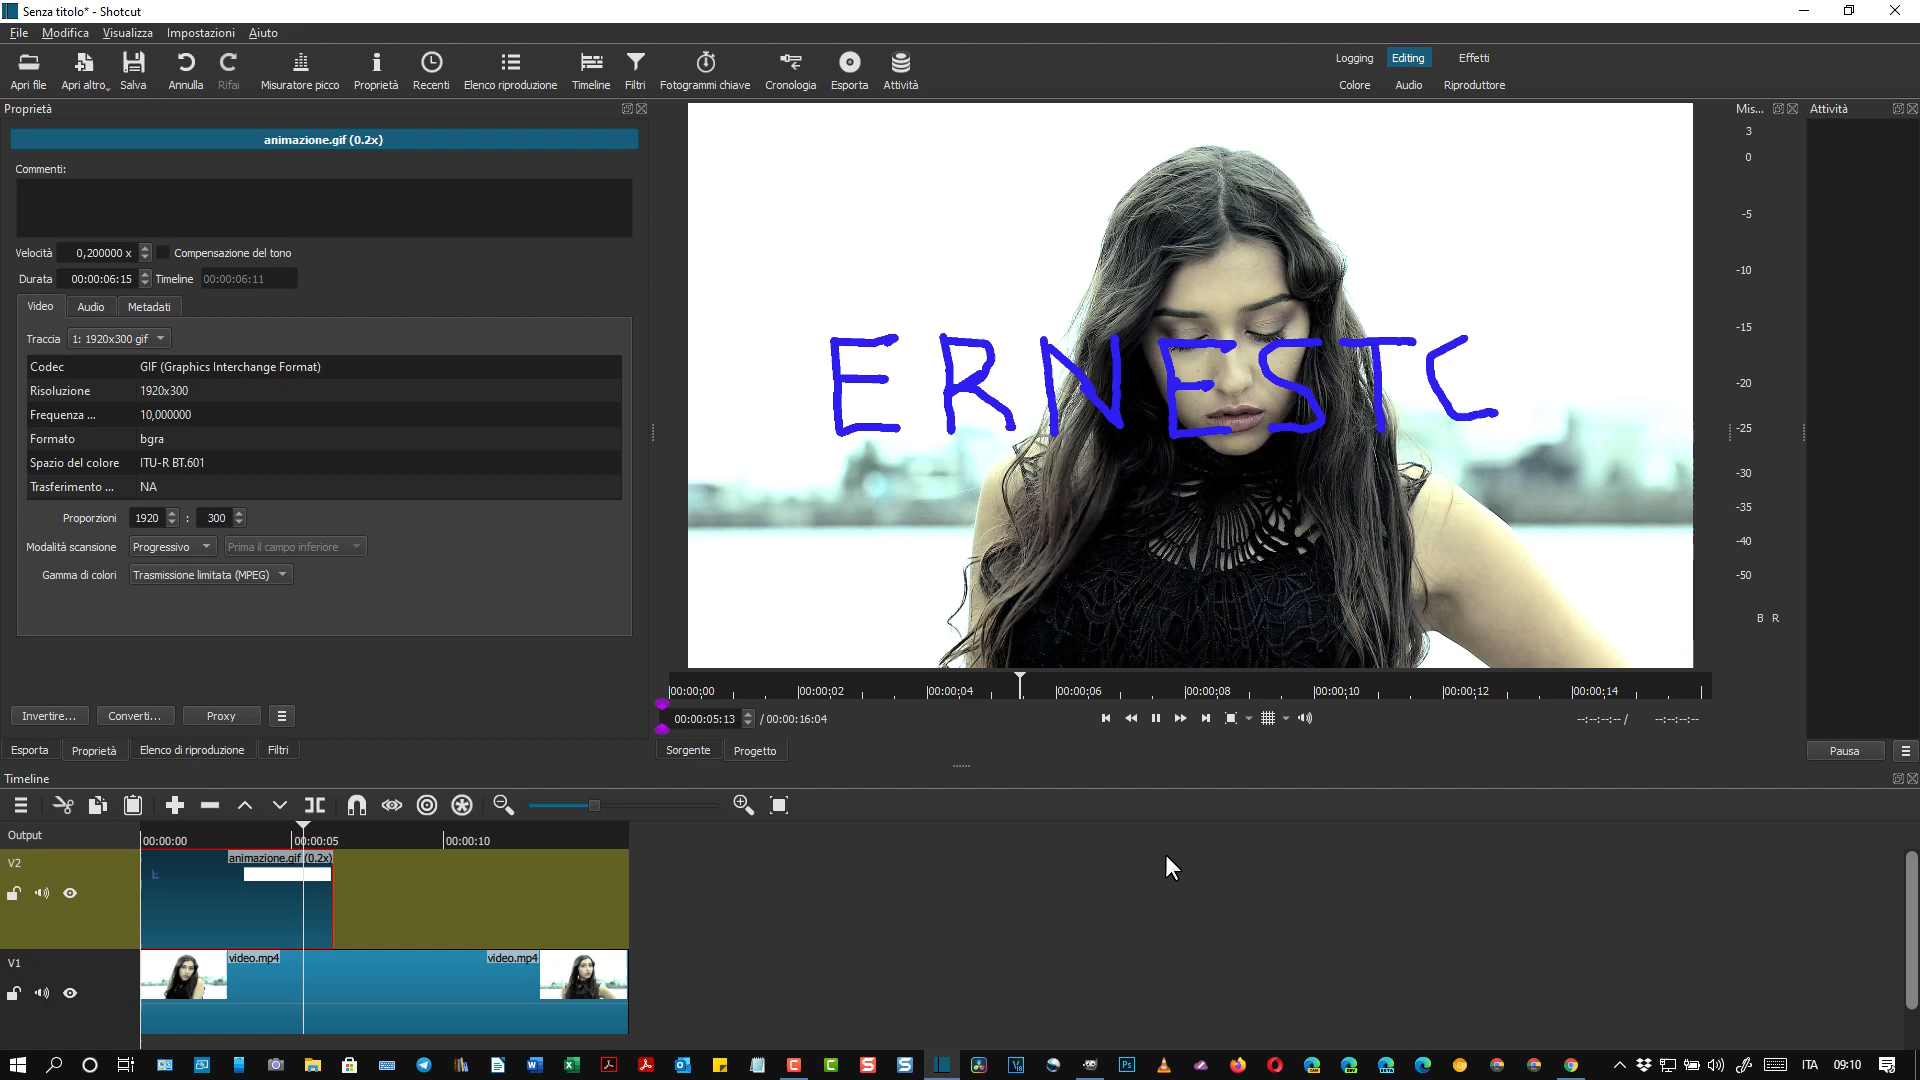 Senza titolo* - Shotcut
File Modifica Visualizza Impostazioni Aiuto
Apri file Apri altro... Salva Annulla Rifai Misuratore picco Proprietà Recenti Elenco riproduzione Timeline Filtri Fotogrammi chiave Cronologia Esporta Attività
Logging Editing Effetti
Colore Audio Riproduttore
Proprietà
animazione.gif (0.2x)
Commenti:
Velocità 0,200000 x Compensazione del tono
Durata 00:00:06:15 Timeline 00:00:06:11
Video Audio Metadati
Traccia 1: 1920x300 gif
Codec GIF (Graphics Interchange Format)
Risoluzione 1920x300
Frequenza ... 10,000000
Formato bgra
Spazio del colore ITU-R BT.601
Trasferimento ... NA
Proporzioni 1920 : 300
Modalità scansione Progressivo Prima il campo inferiore
Gamma di colori Trasmissione limitata (MPEG)
Invertire... Converti... Proxy
Esporta Proprietà Elenco di riproduzione Filtri
ERNESTC
00:00:00 00:00:02 00:00:04 00:00:06 00:00:08 00:00:10 00:00:12 00:00:14
00:00:05:13 / 00:00:16:04 --:--:--:-- / --:--:--:--
Sorgente Progetto
Mis...
3
0
-5
-10
-15
-20
-25
-30
-35
-40
-50
B R
Attività
Pausa
Timeline
Output
00:00:00 00:00:05 00:00:10
V2
animazione.gif (0.2x)
V1
video.mp4 video.mp4
ITA 09:10